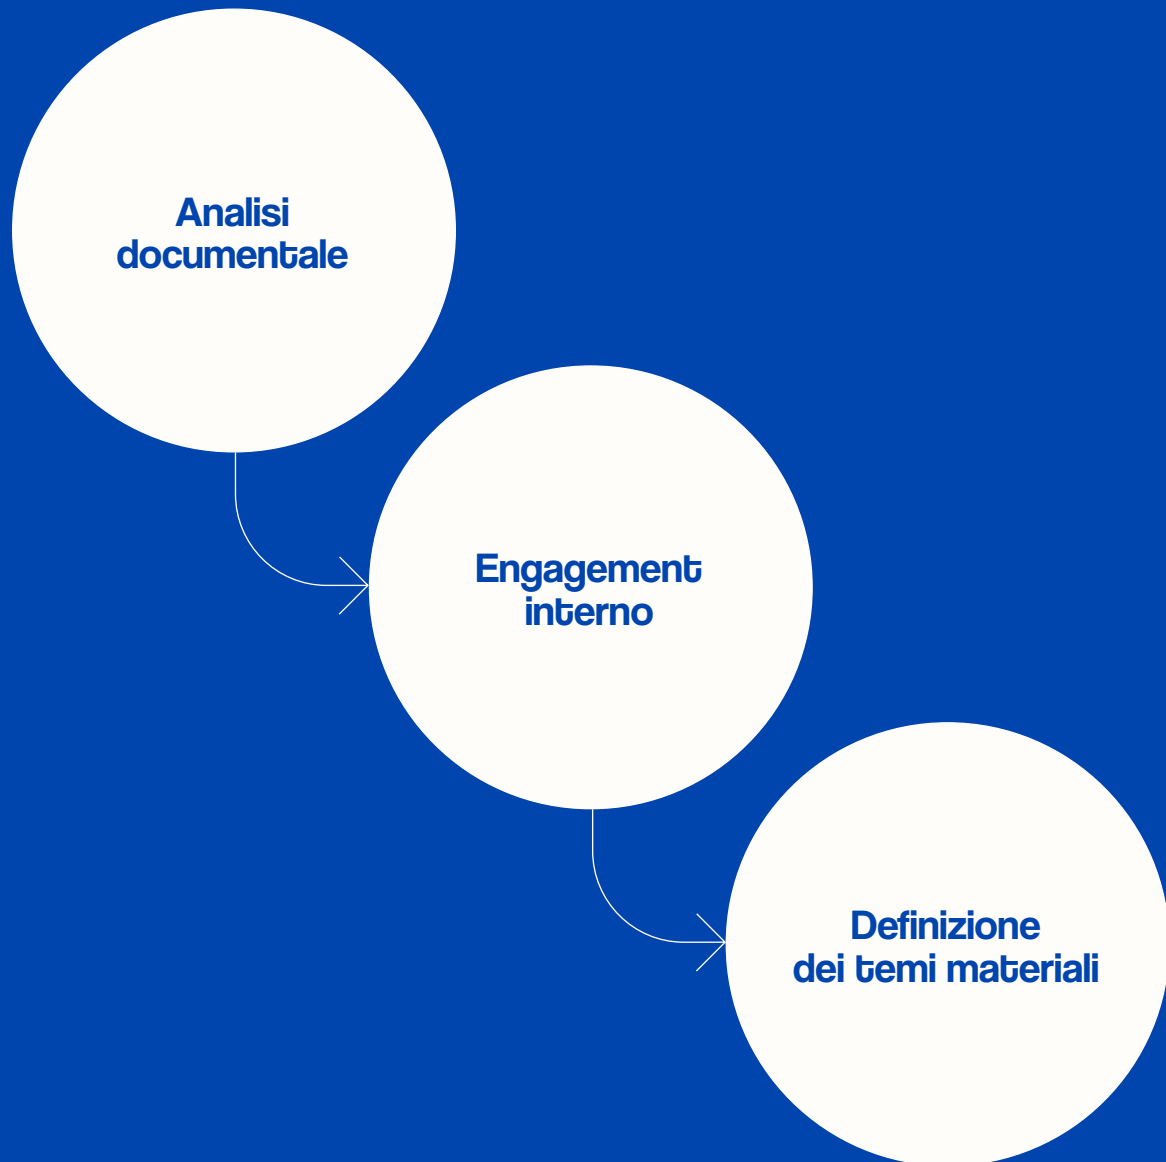 Analisi
documentale
Engagement
interno
Definizione
dei temi materiali